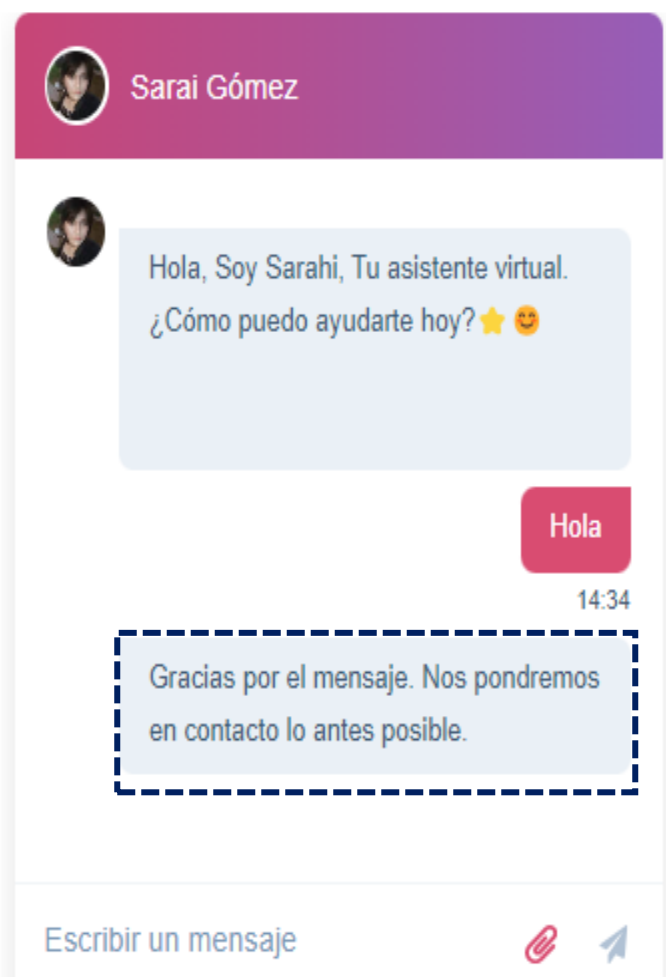 Sarai Gómez
Hola, Soy Sarahi, Tu asistente virtual.
¿Cómo puedo ayudarte hoy?⭐😊
Hola
14:34
Gracias por el mensaje. Nos pondremos
en contacto lo antes posible.
Escribir un mensaje